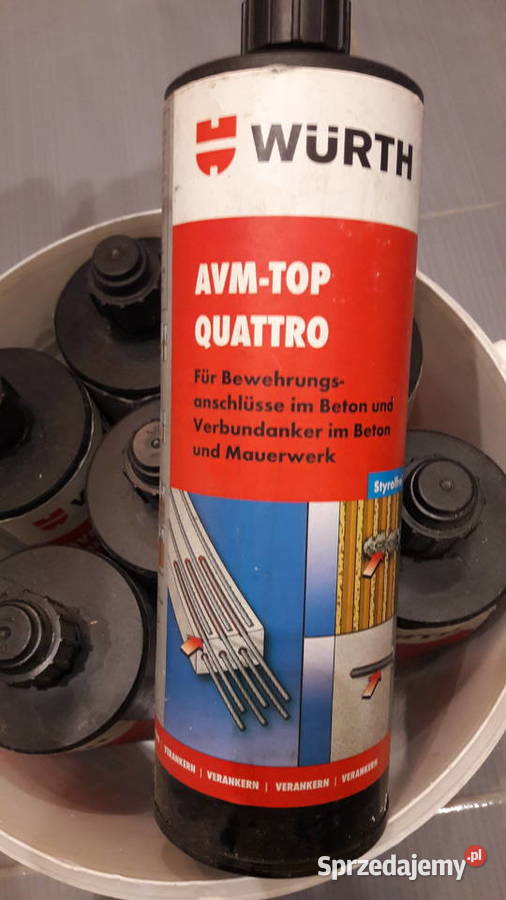 WÜRTH
AVM-TOP
QUATTRO
Für Bewehrungs-
anschlüsse im Beton und
Verbundanker im Beton
und Mauerwerk
VERANKERN | VERANKERN | VERANKERN | VERANKERN
WÜ
Sprzedajemy.pl